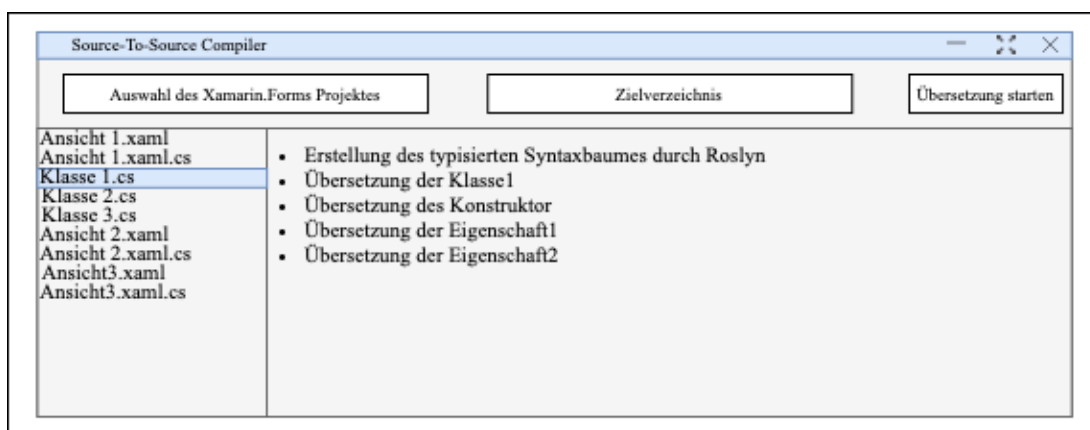 Source-To-Source Compiler
Auswahl des Xamarin.Forms Projektes
Zielverzeichnis
Übersetzung starten
Ansicht 1.xaml
Ansicht 1.xaml.cs
Klasse 1.cs
Klasse 2.cs
Klasse 3.cs
Ansicht 2.xaml
Ansicht 2.xaml.cs
Ansicht3.xaml
Ansicht3.xaml.cs
• Erstellung des typisierten Syntaxbaumes durch Roslyn
• Übersetzung der Klasse1
• Übersetzung des Konstruktor
• Übersetzung der Eigenschaft1
• Übersetzung der Eigenschaft2